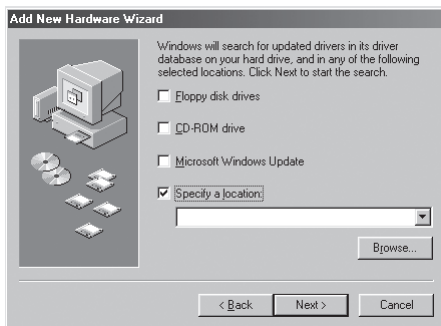 Add New Hardware Wizard
Windows will search for updated drivers in its driver
database on your hard drive, and in any of the following
selected locations. Click Next to start the search.
Floppy disk drives
CD-ROM drive
Microsoft Windows Update
Specify a location:
Browse...
< Back
Next >
Cancel